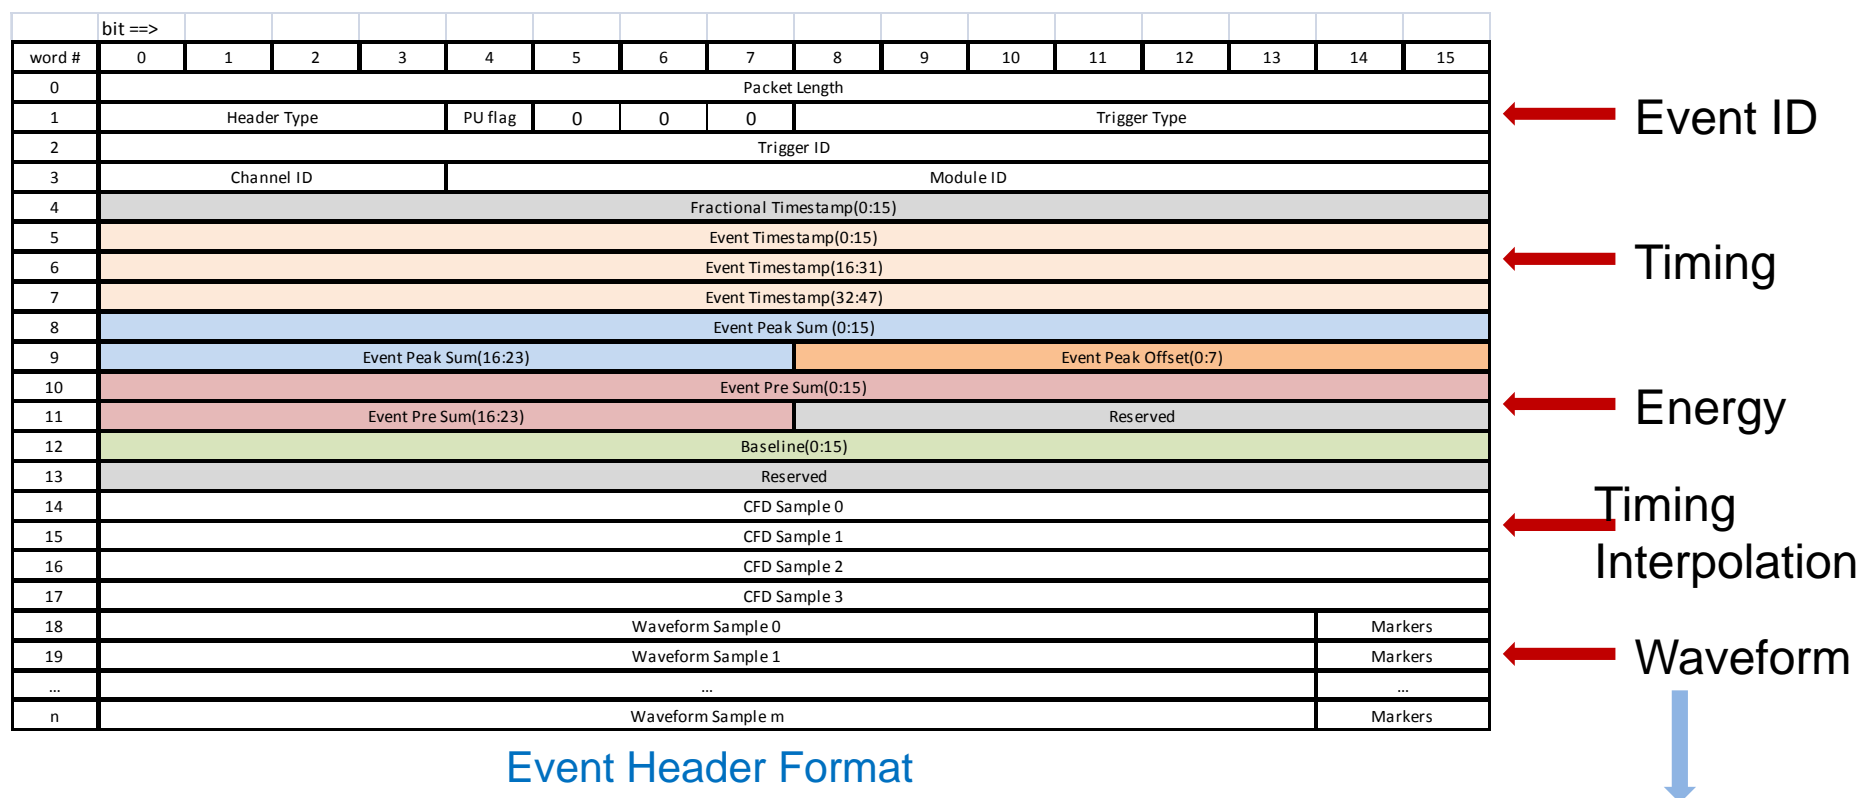 bit ==>
word # 0 1 2 3 4 5 6 7 8 9 10 11 12 13 14 15
0 Packet Length
1 Header Type PU flag 0 0 0 Trigger Type
2 Trigger ID
3 Channel ID Module ID
4 Fractional Timestamp(0:15)
5 Event Timestamp(0:15)
6 Event Timestamp(16:31)
7 Event Timestamp(32:47)
8 Event Peak Sum (0:15)
9 Event Peak Sum(16:23) Event Peak Offset(0:7)
10 Event Pre Sum(0:15)
11 Event Pre Sum(16:23) Reserved
12 Baseline(0:15)
13 Reserved
14 CFD Sample 0
15 CFD Sample 1
16 CFD Sample 2
17 CFD Sample 3
18 Waveform Sample 0 Markers
19 Waveform Sample 1 Markers
... ... ...
n Waveform Sample m Markers
Event ID
Timing
Energy
Timing
Interpolation
Waveform
Event Header Format